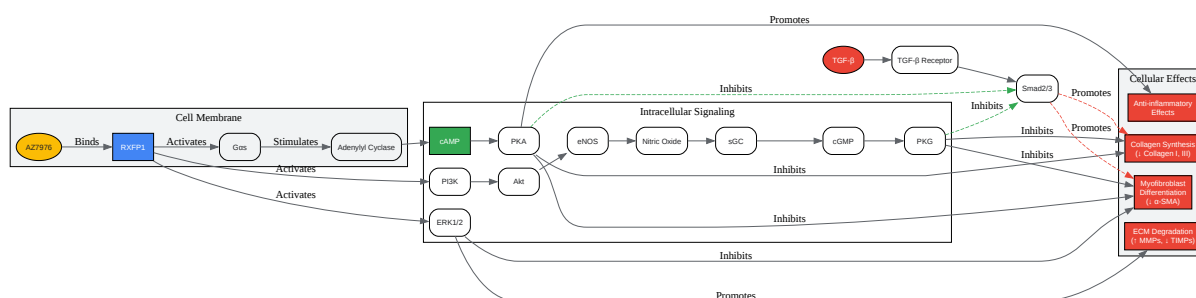 Promotes
TGF-β
TGF-β Receptor
Cellular Effects
Inhibits
Smad2/3
Promotes
Anti-inflammatory
Effects
Cell Membrane
Intracellular Signaling
Inhibits
AZ7976
Binds
RXFP1
Activates
Gαs
Stimulates
Adenylyl Cyclase
cAMP
PKA
eNOS
Nitric Oxide
sGC
cGMP
PKG
Inhibits
Promotes
Collagen Synthesis
(↓ Collagen I, III)
Inhibits
Activates
PI3K
Akt
Inhibits
Myofibroblast
Differentiation
(↓ α-SMA)
Activates
ERK1/2
Inhibits
ECM Degradation
(↑ MMPs, ↓ TIMPs)
Inhibits
Promotes